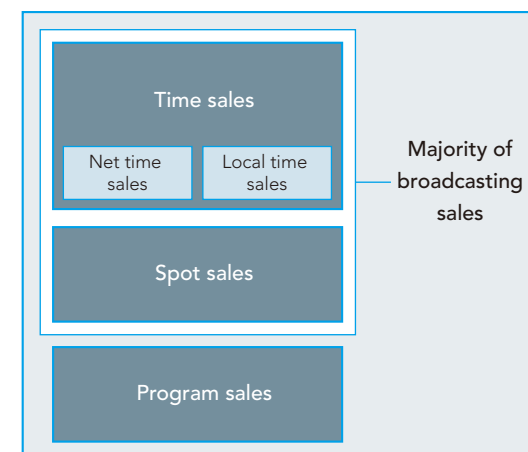 Time sales
Net time
sales
Local time
sales
Majority of
broadcasting
sales
Spot sales
Program sales